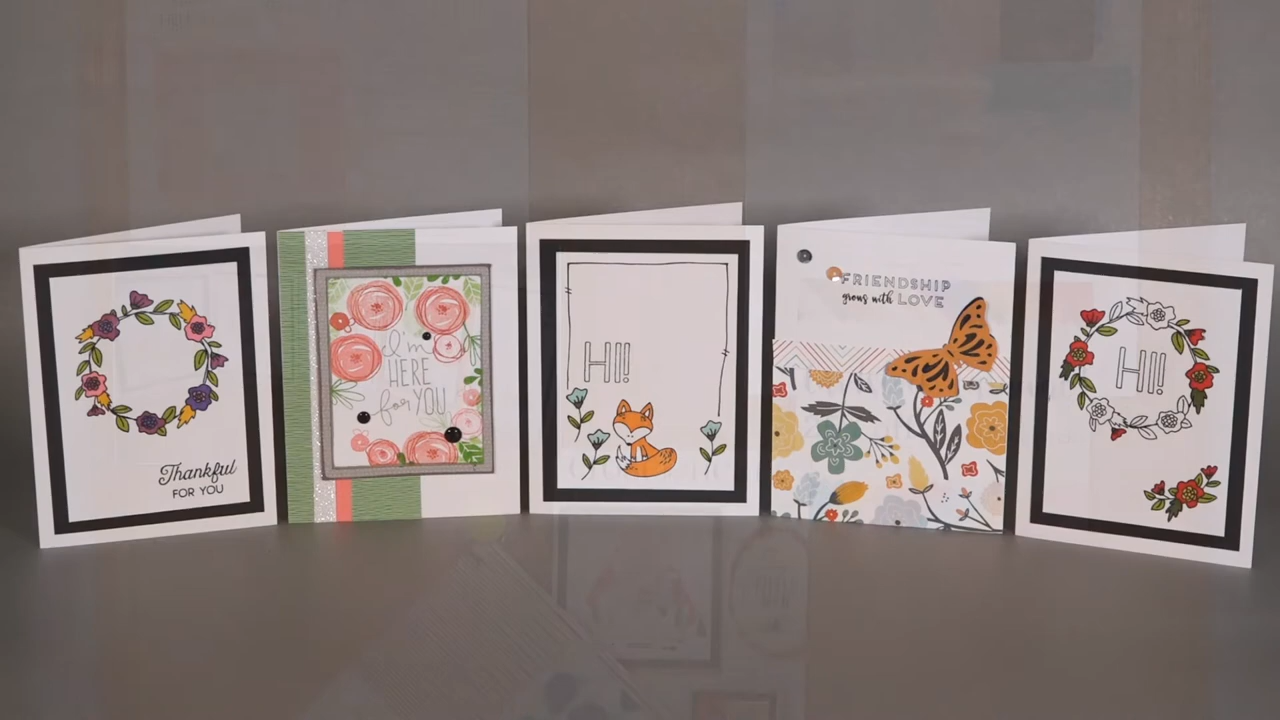 Thankful
FOR YOU
I'm
HERE
for YOU
HI!
FRIENDSHIP
grows with LOVE
HI!